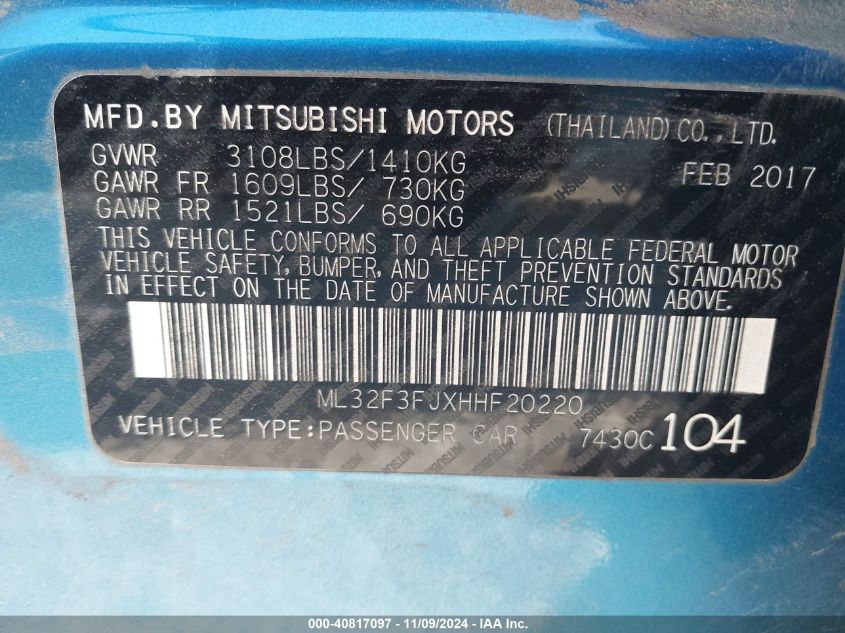 MFD.BY MITSUBISHI MOTORS (THAILAND) CO., LTD.
GVWR 3108LBS/1410KG FEB 2017
GAWR FR 1609LBS/ 730KG
GAWR RR 1521LBS/ 690KG
THIS VEHICLE CONFORMS TO ALL APPLICABLE FEDERAL MOTOR
VEHICLE SAFETY, BUMPER, AND THEFT PREVENTION STANDARDS
IN EFFECT ON THE DATE OF MANUFACTURE SHOWN ABOVE.
ML32F3FJXHHF20220
VEHICLE TYPE:PASSENGER CAR 7430C 104
000-40817097 - 11/09/2024 - IAA Inc.